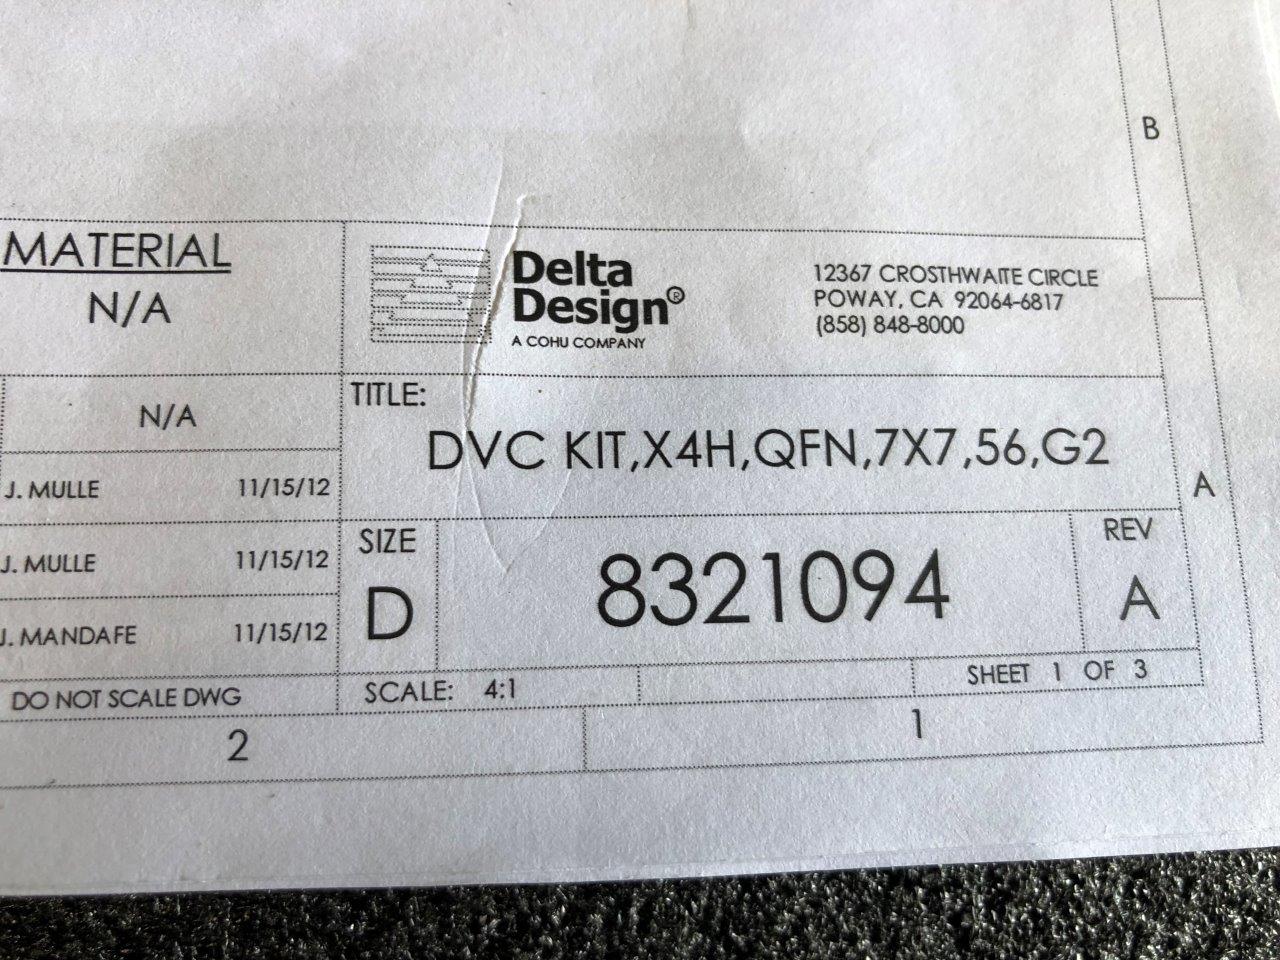 B
MATERIAL
N/A
Delta
Design®
A COHU COMPANY
12367 CROSTHWAITE CIRCLE
POWAY, CA 92064-6817
(858) 848-8000
N/A
TITLE:
DVC KIT,X4H,QFN,7X7,56,G2
A
J. MULLE 11/15/12
J. MULLE 11/15/12
J. MANDAFE 11/15/12
SIZE
D
8321094
REV
A
DO NOT SCALE DWG
SCALE: 4:1
SHEET 1 OF 3
2
1